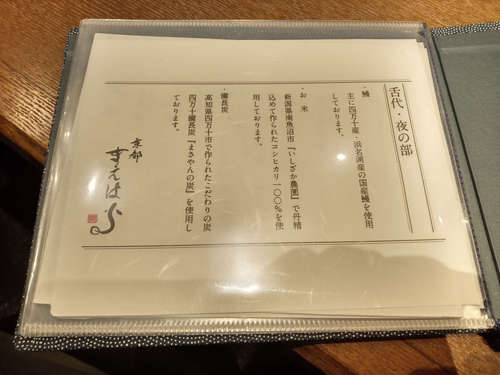 舌代・夜の部
・鰻
主に四万十産・浜名湖産の国産鰻を使用
しております。
・お米
新潟県南魚沼市『いしざか農園』で丹精
込めて作られたコシヒカリ一〇〇%を使
用しております。
・備長炭
高知県四万十市で作られたこだわりの炭
四万十備長炭『まさやんの炭』を使用し
ております。
京都